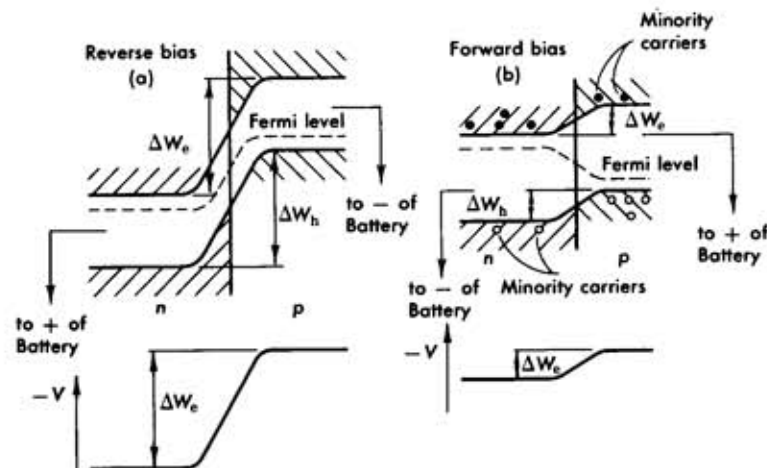 Reverse bias
(a)
ΔWₑ
Fermi level
ΔWₕ
to − of
Battery
to + of
Battery
n
p
− V
ΔWₑ
Minority
carriers
Forward bias
(b)
ΔWₑ
Fermi level
ΔWₕ
n
p
to + of
Battery
to − of
Battery
Minority carriers
− V
ΔWₑ